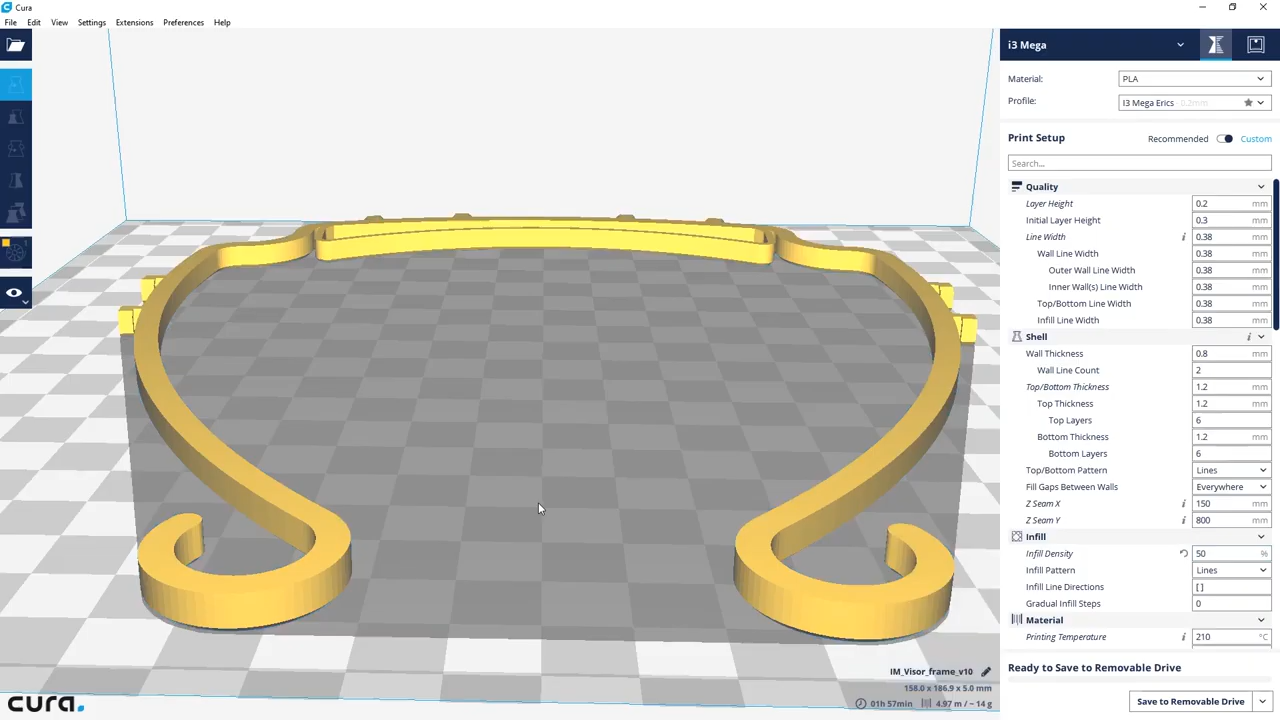 Cura
File Edit View Settings Extensions Preferences Help
i3 Mega
Material: PLA
Profile: I3 Mega Erics - 0.2mm
Print Setup Recommended Custom
Search...
Quality
Layer Height 0.2 mm
Initial Layer Height 0.3 mm
Line Width 0.38 mm
Wall Line Width 0.38 mm
Outer Wall Line Width 0.38 mm
Inner Wall(s) Line Width 0.38 mm
Top/Bottom Line Width 0.38 mm
Infill Line Width 0.38 mm
Shell
Wall Thickness 0.8 mm
Wall Line Count 2
Top/Bottom Thickness 1.2 mm
Top Thickness 1.2 mm
Top Layers 6
Bottom Thickness 1.2 mm
Bottom Layers 6
Top/Bottom Pattern Lines
Fill Gaps Between Walls Everywhere
Z Seam X 150 mm
Z Seam Y 800 mm
Infill
Infill Density 50 %
Infill Pattern Lines
Infill Line Directions [ ]
Gradual Infill Steps 0
Material
Printing Temperature 210 °C
Ready to Save to Removable Drive
Save to Removable Drive
IM_Visor_frame_v10
158.0 x 186.9 x 5.0 mm
01h 57min 4.97 m / ~ 14 g
cura.